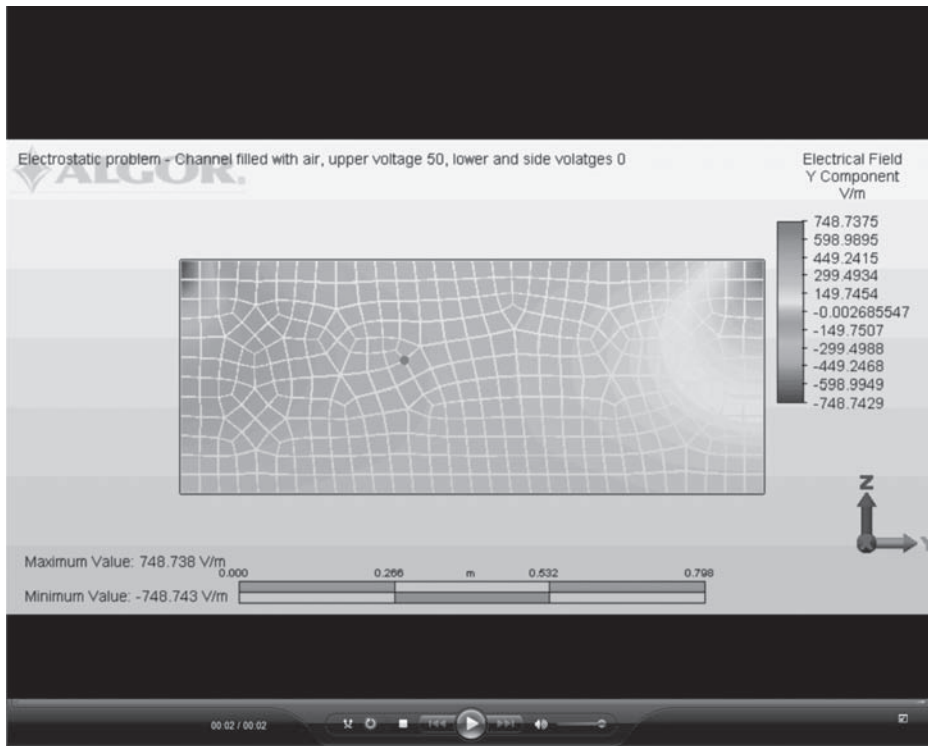 Electrostatic problem - Channel filled with air, upper voltage 50, lower and side volatges 0
ALGOR.
Electrical Field
Y Component
V/m
748.7375
598.9895
449.2415
299.4934
149.7454
-0.002685547
-149.7507
-299.4988
-449.2468
-598.9949
-748.7429
Z
Y
Maximum Value: 748.738 V/m
0.000 0.266 m 0.532 0.798
Minimum Value: -748.743 V/m
00:02 / 00:02